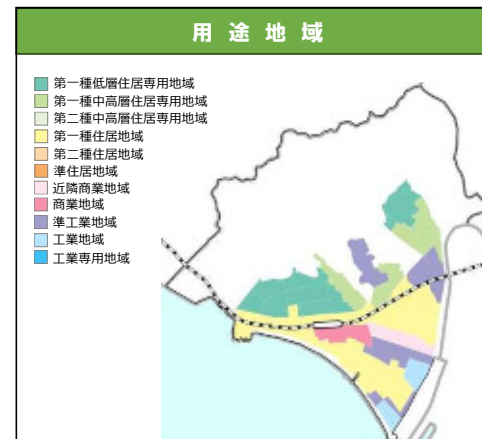 用途地域
第一種低層住居専用地域
第一種中高層住居専用地域
第二種中高層住居専用地域
第一種住居地域
第二種住居地域
準住居地域
近隣商業地域
商業地域
準工業地域
工業地域
工業専用地域